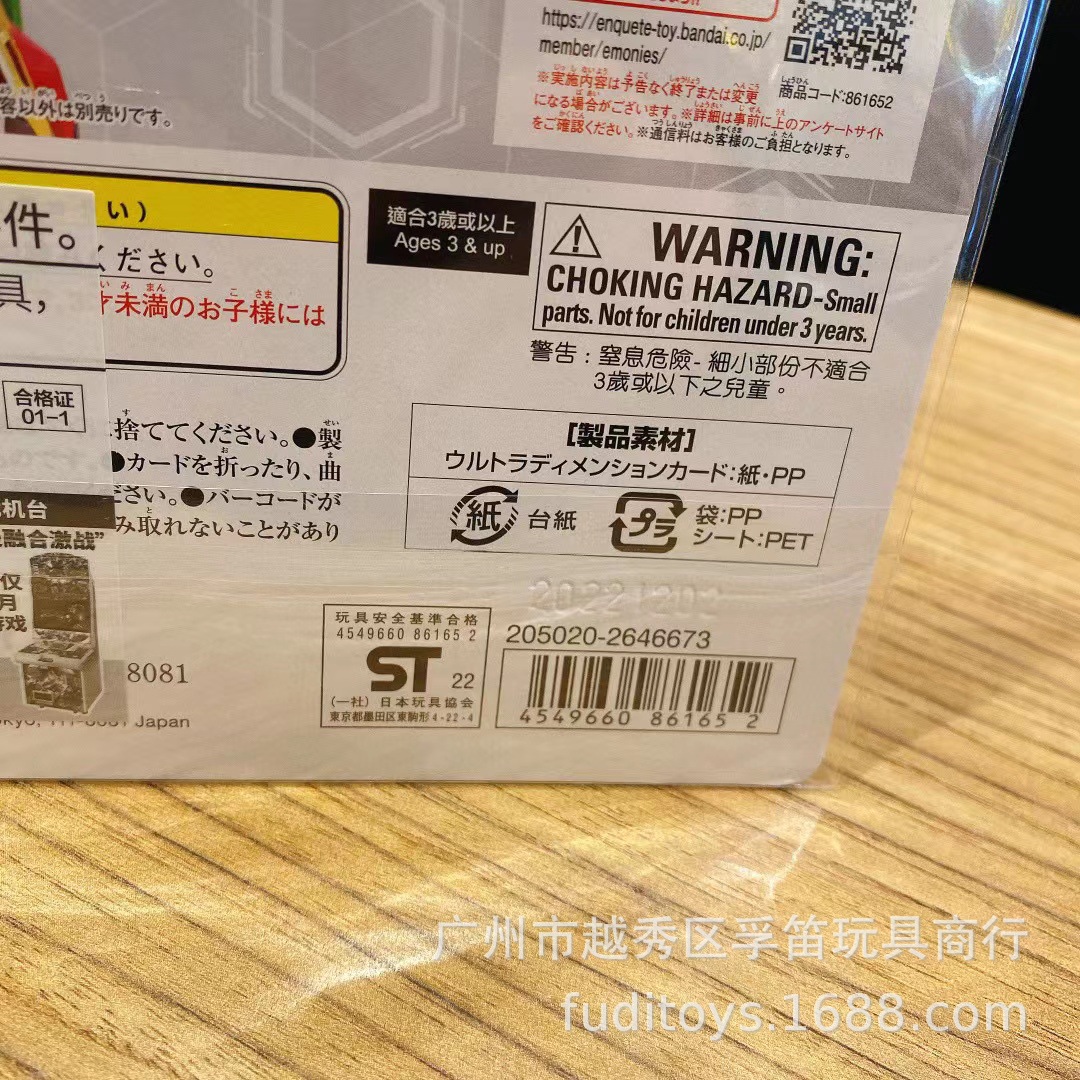 https://enquete-toy.bandai.co.jp/
member/emonies/
※実施内容は予告なく終了または変更
になる場合がございます。※詳細は事前に上のアンケートサイト
をご確認ください。※通信料はお客様のご負担となります。
商品コード:861652
容以外は別売りです。
い)
件。
ください。
具,
未満のお子様には
適合3歲或以上
Ages 3 & up
WARNING:
CHOKING HAZARD-Small
parts. Not for children under 3 years.
警告:窒息危險-細小部份不適合
3歲或以下之兒童。
合格证
01-1
捨ててください。●製
●カードを折ったり、曲
ださい。●バーコードが
み取れないことがあり
[製品素材]
ウルトラディメンションカード:紙・PP
紙 台紙
プラ 袋:PP
シート:PET
机台
融合激战”
仅
月
游戏
8081
Japan
玩具安全基準合格
4549660 86165 2
ST 22
(一社) 日本玩具協会
東京都墨田区東駒形4-22-4
205020-2646673
4549660 86165 2
广州市越秀区孚笛玩具商行
fuditoys.1688.com